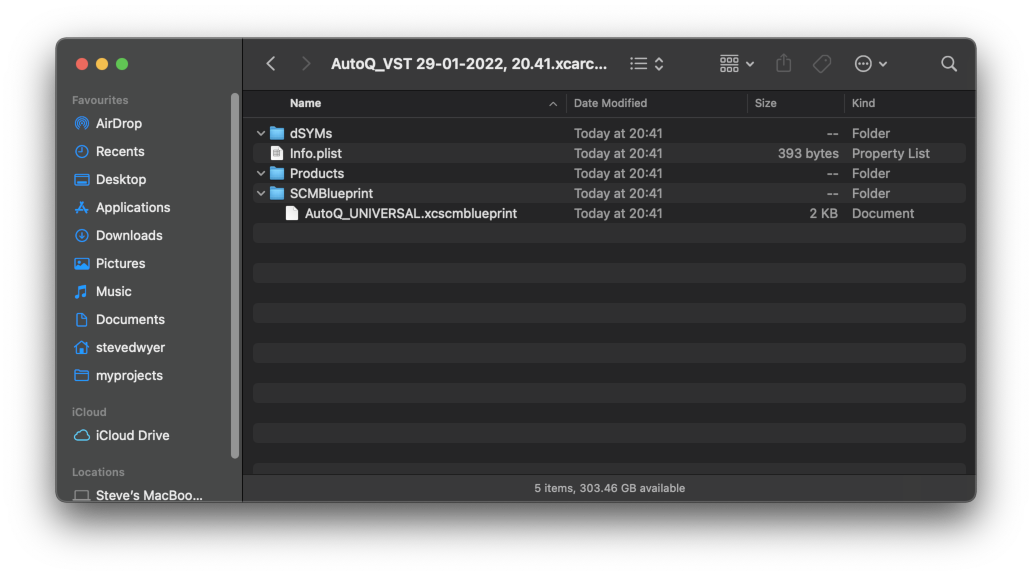 AutoQ_VST 29-01-2022, 20.41.xcarc...
Favourites
AirDrop
Recents
Desktop
Applications
Downloads
Pictures
Music
Documents
stevedwyer
myprojects
iCloud
iCloud Drive
Locations
Steve's MacBoo...
Name Date Modified Size Kind
dSYMs Today at 20:41 -- Folder
Info.plist Today at 20:41 393 bytes Property List
Products Today at 20:41 -- Folder
SCMBlueprint Today at 20:41 -- Folder
AutoQ_UNIVERSAL.xcscmblueprint Today at 20:41 2 KB Document
5 items, 303.46 GB available